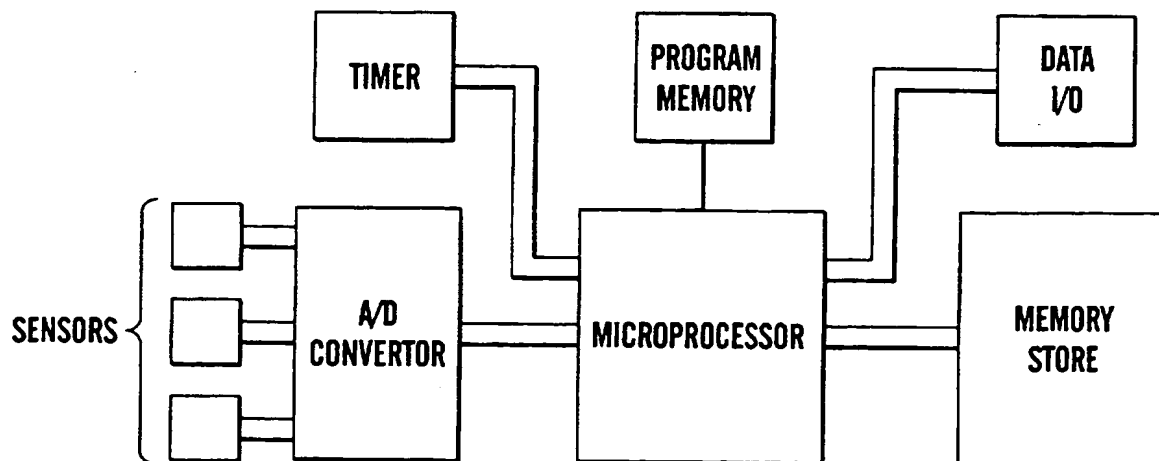 TIMER
PROGRAM
MEMORY
DATA
I/O
SENSORS
A/D
CONVERTOR
MICROPROCESSOR
MEMORY
STORE